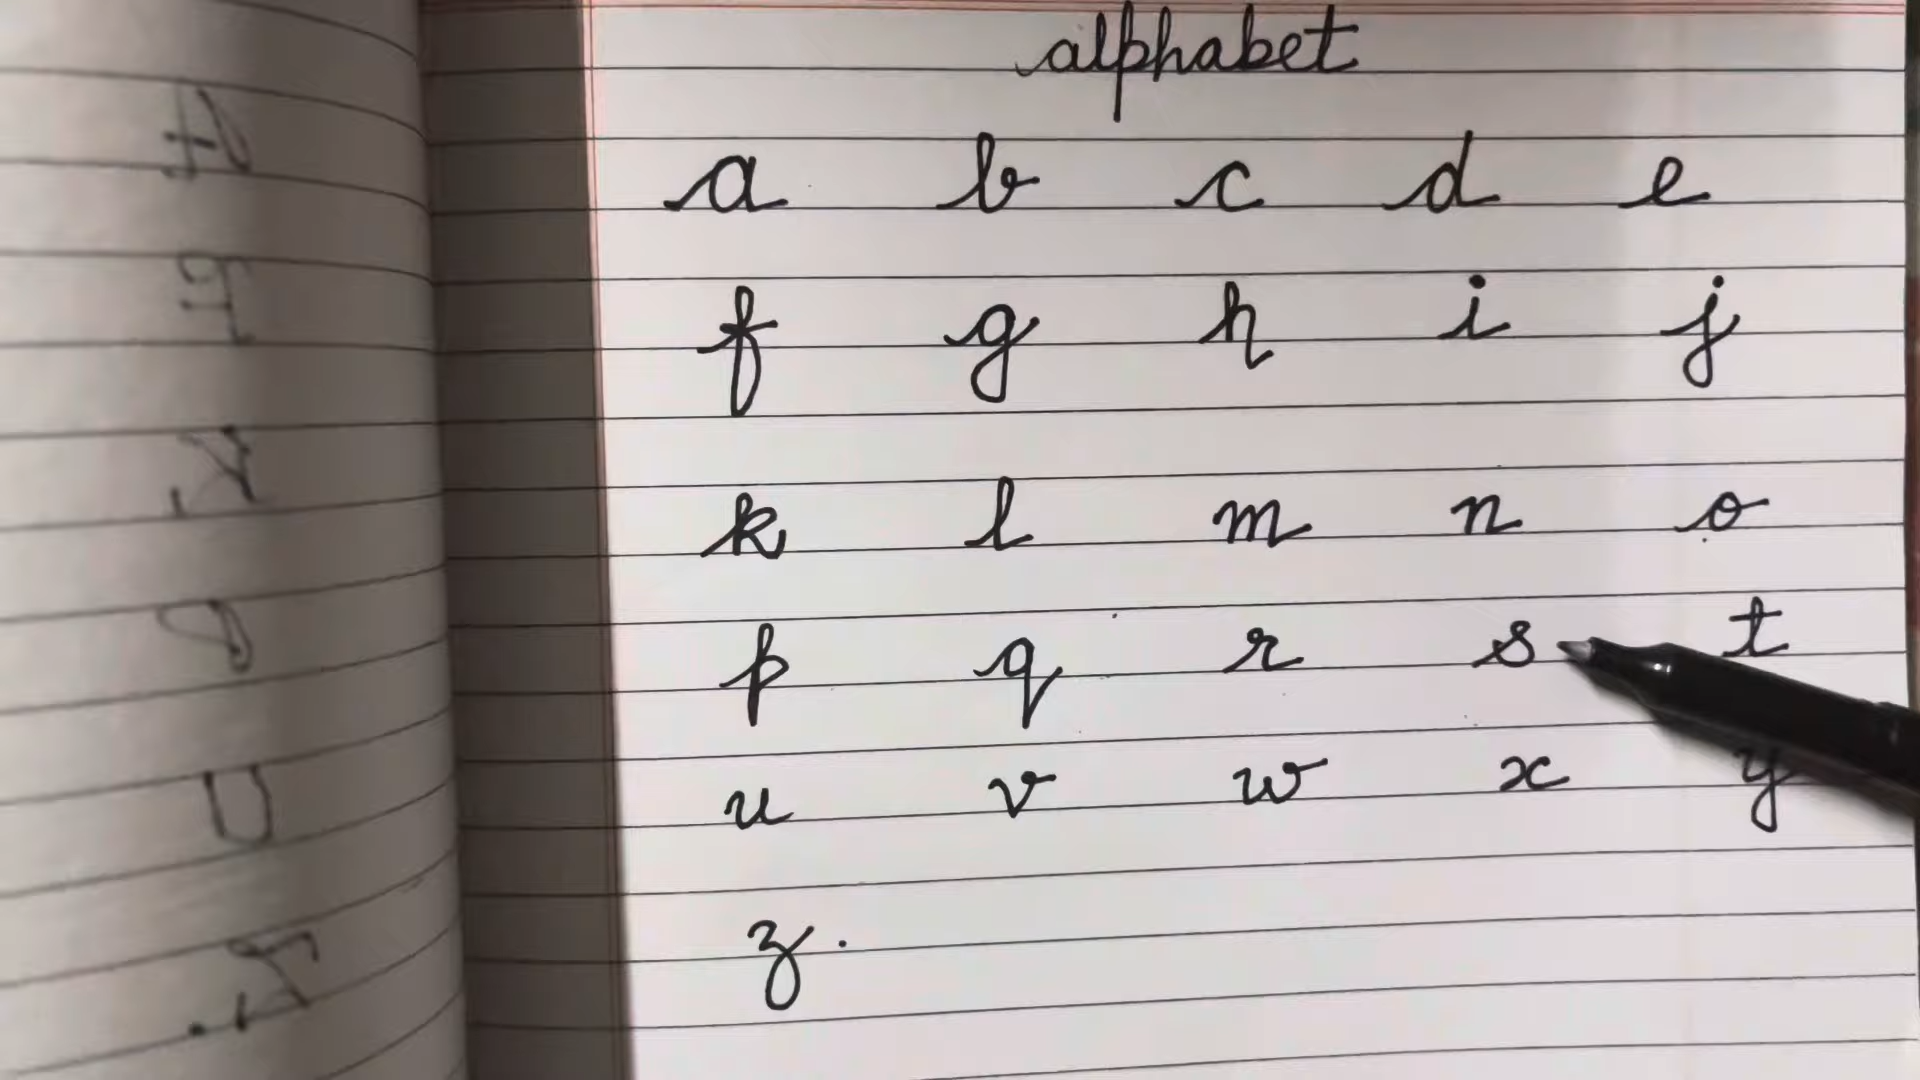 alphabet
a b c d e
f g h i j
k l m n o
p q r s t
u v w x y
z.